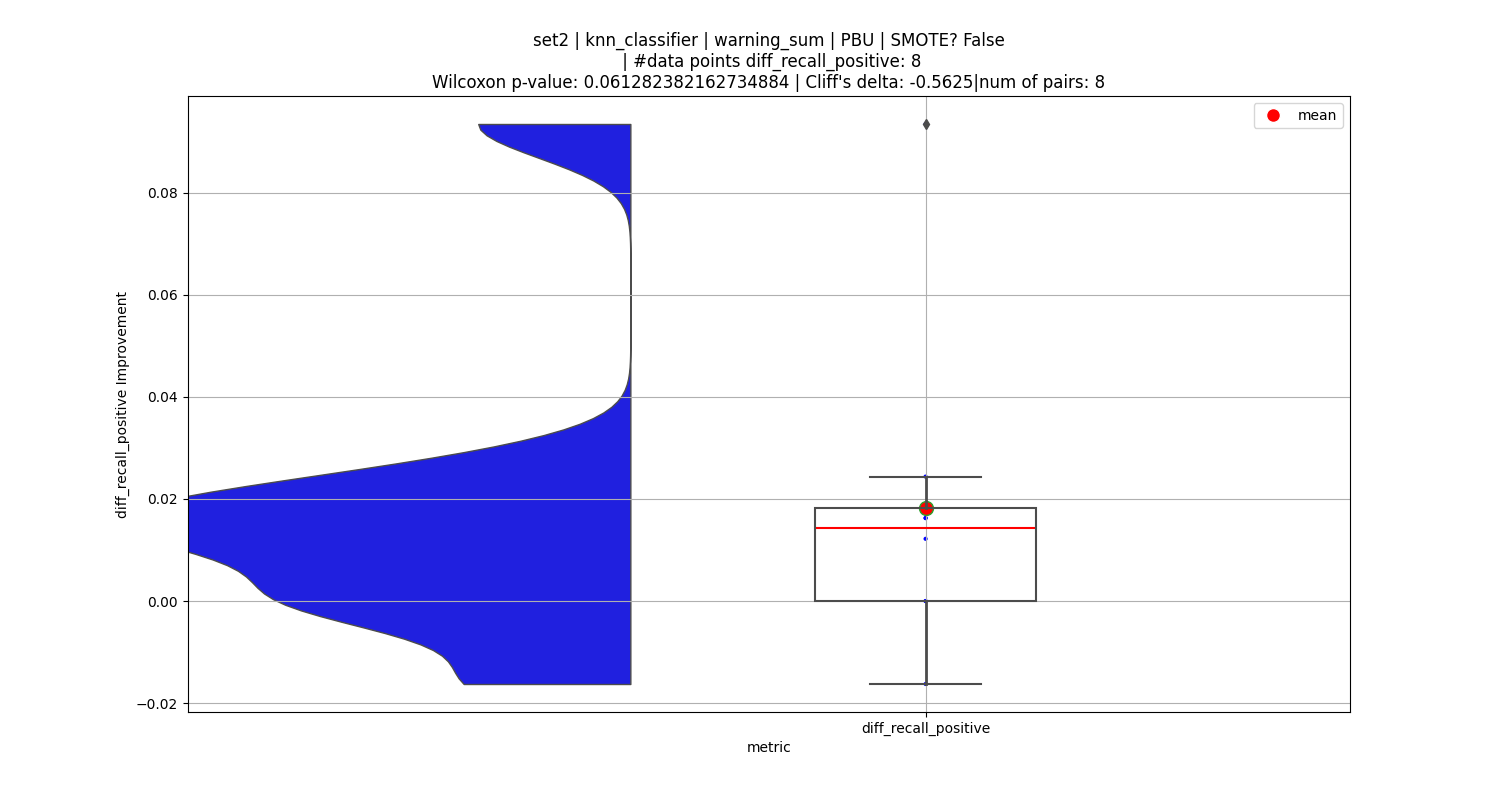 set2 | knn_classifier | warning_sum | PBU | SMOTE? False
| #data points diff_recall_positive: 8
Wilcoxon p-value: 0.061282382162734884 | Cliff's delta: -0.5625|num of pairs: 8
mean
0.08
0.06
0.04
0.02
0.00
−0.02
diff_recall_positive Improvement
diff_recall_positive
metric